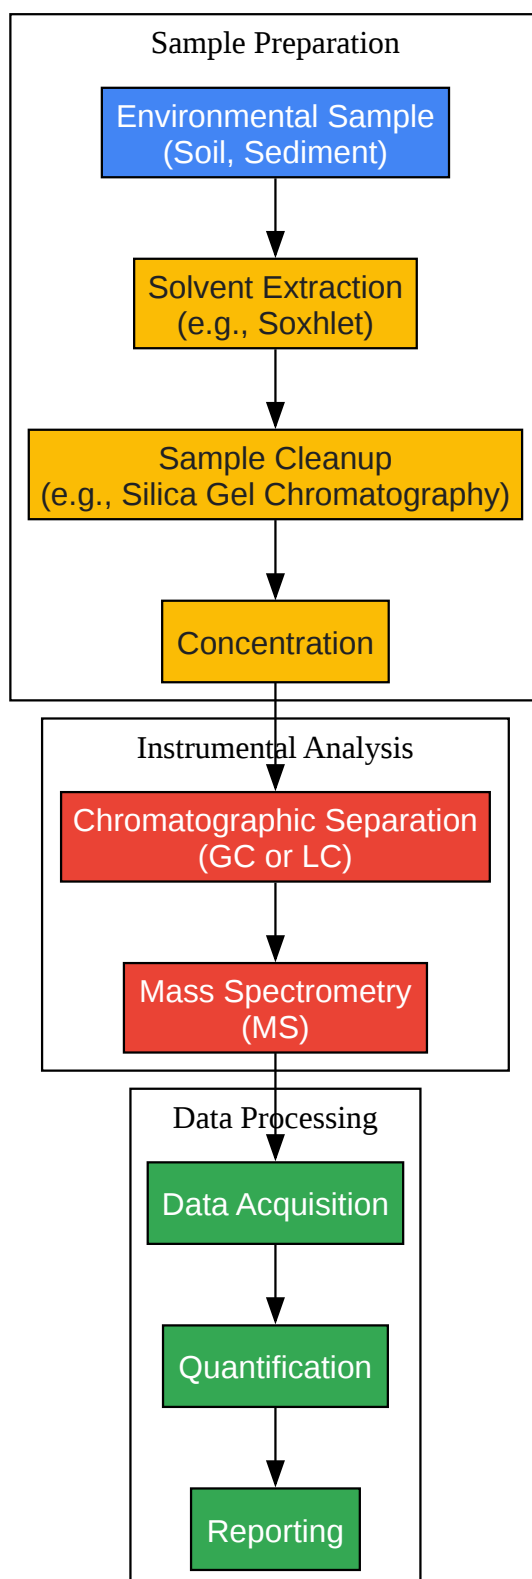 Sample Preparation
Environmental Sample
(Soil, Sediment)
Solvent Extraction
(e.g., Soxhlet)
Sample Cleanup
(e.g., Silica Gel Chromatography)
Concentration
Instrumental Analysis
Chromatographic Separation
(GC or LC)
Mass Spectrometry
(MS)
Data Processing
Data Acquisition
Quantification
Reporting